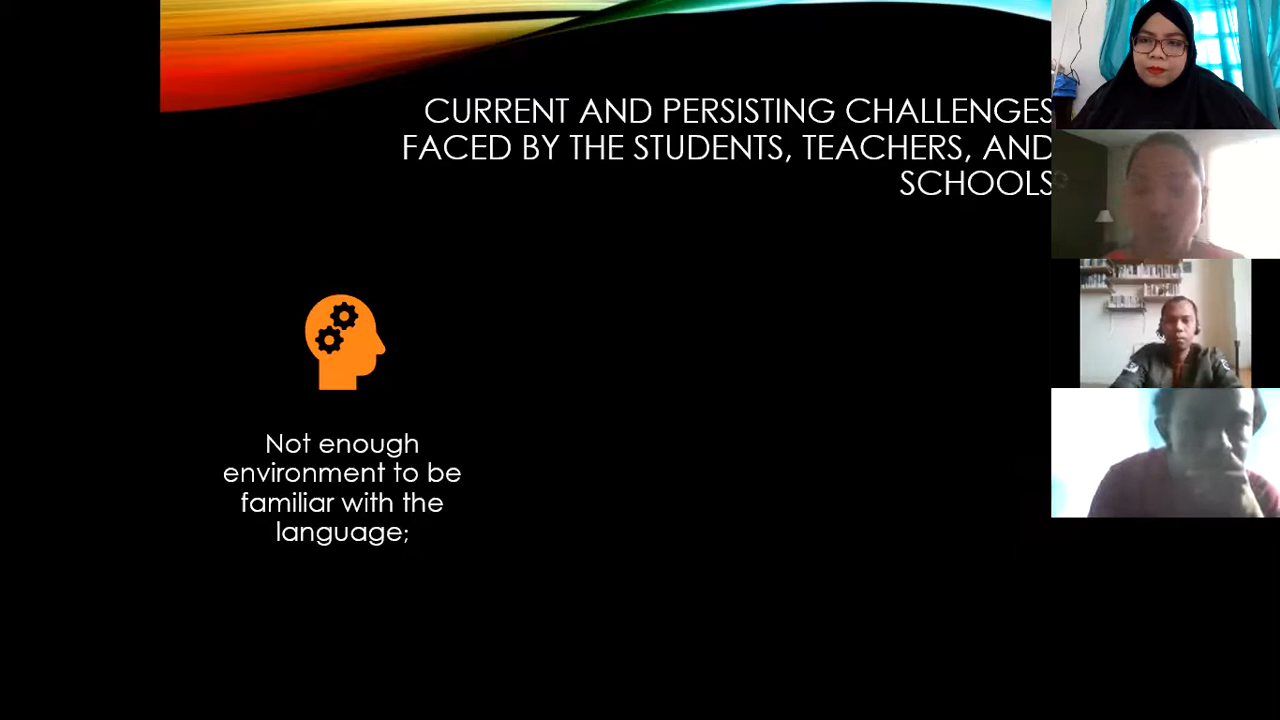 CURRENT AND PERSISTING CHALLENGES
FACED BY THE STUDENTS, TEACHERS, AND
SCHOOLS
Not enough
environment to be
familiar with the
language;